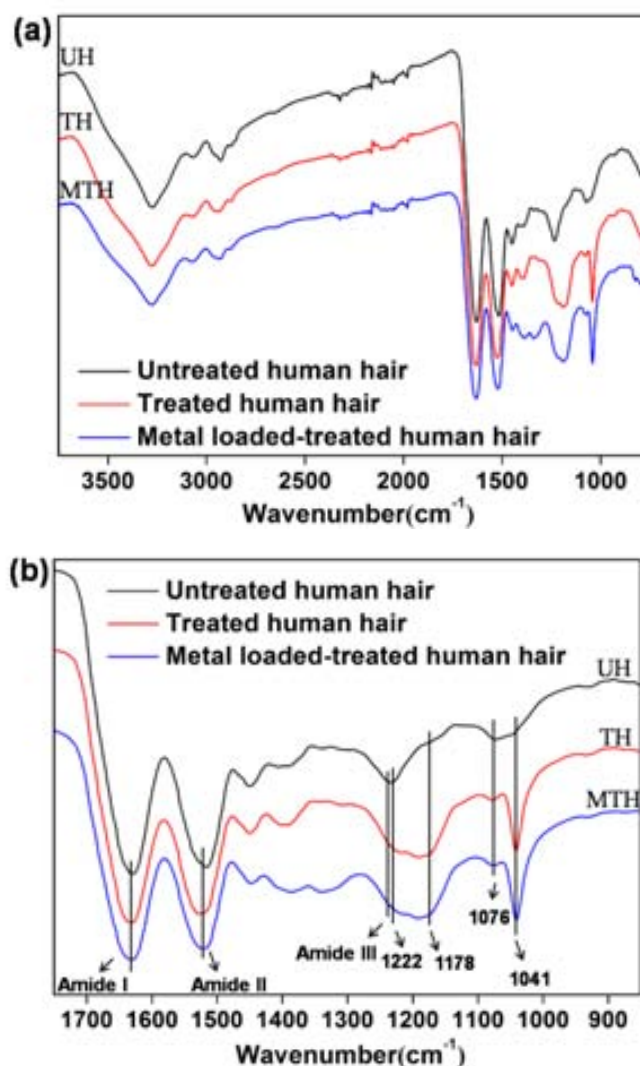 (a)
UH
TH
MTH
Untreated human hair
Treated human hair
Metal loaded-treated human hair
3500 3000 2500 2000 1500 1000
Wavenumber(cm⁻¹)
(b)
Untreated human hair
Treated human hair
Metal loaded-treated human hair
UH
TH
MTH
1076
Amide III 1222 1178
1041
Amide I Amide II
1700 1600 1500 1400 1300 1200 1100 1000 900
Wavenumber(cm⁻¹)